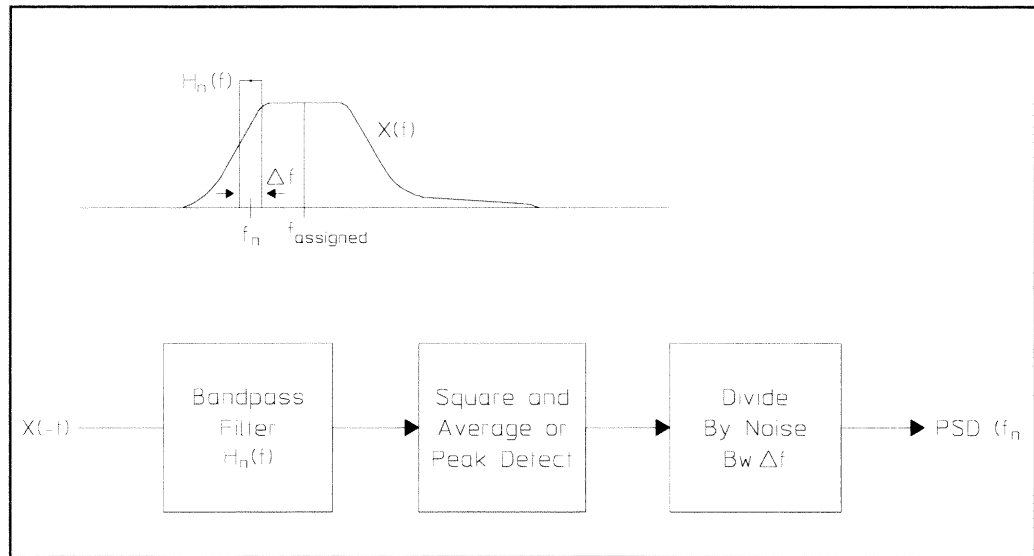 Hn(f)
X(f)
Δf
fn
fassigned
X(-t)
Bandpass
Filter
Hn(f)
Square and
Average or
Peak Detect
Divide
By Noise
Bw Δf
PSD (fn